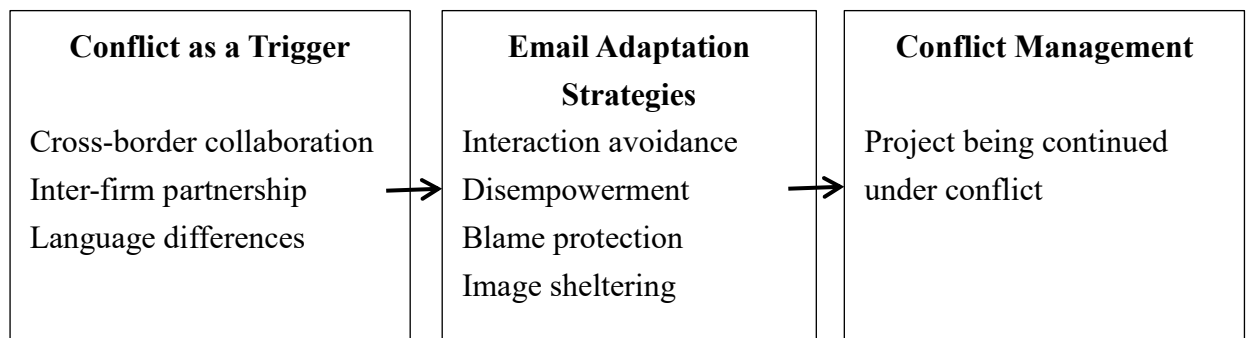 Conflict as a Trigger
Cross-border collaboration
Inter-firm partnership
Language differences
Email Adaptation
Strategies
Interaction avoidance
Disempowerment
Blame protection
Image sheltering
Conflict Management
Project being continued
under conflict